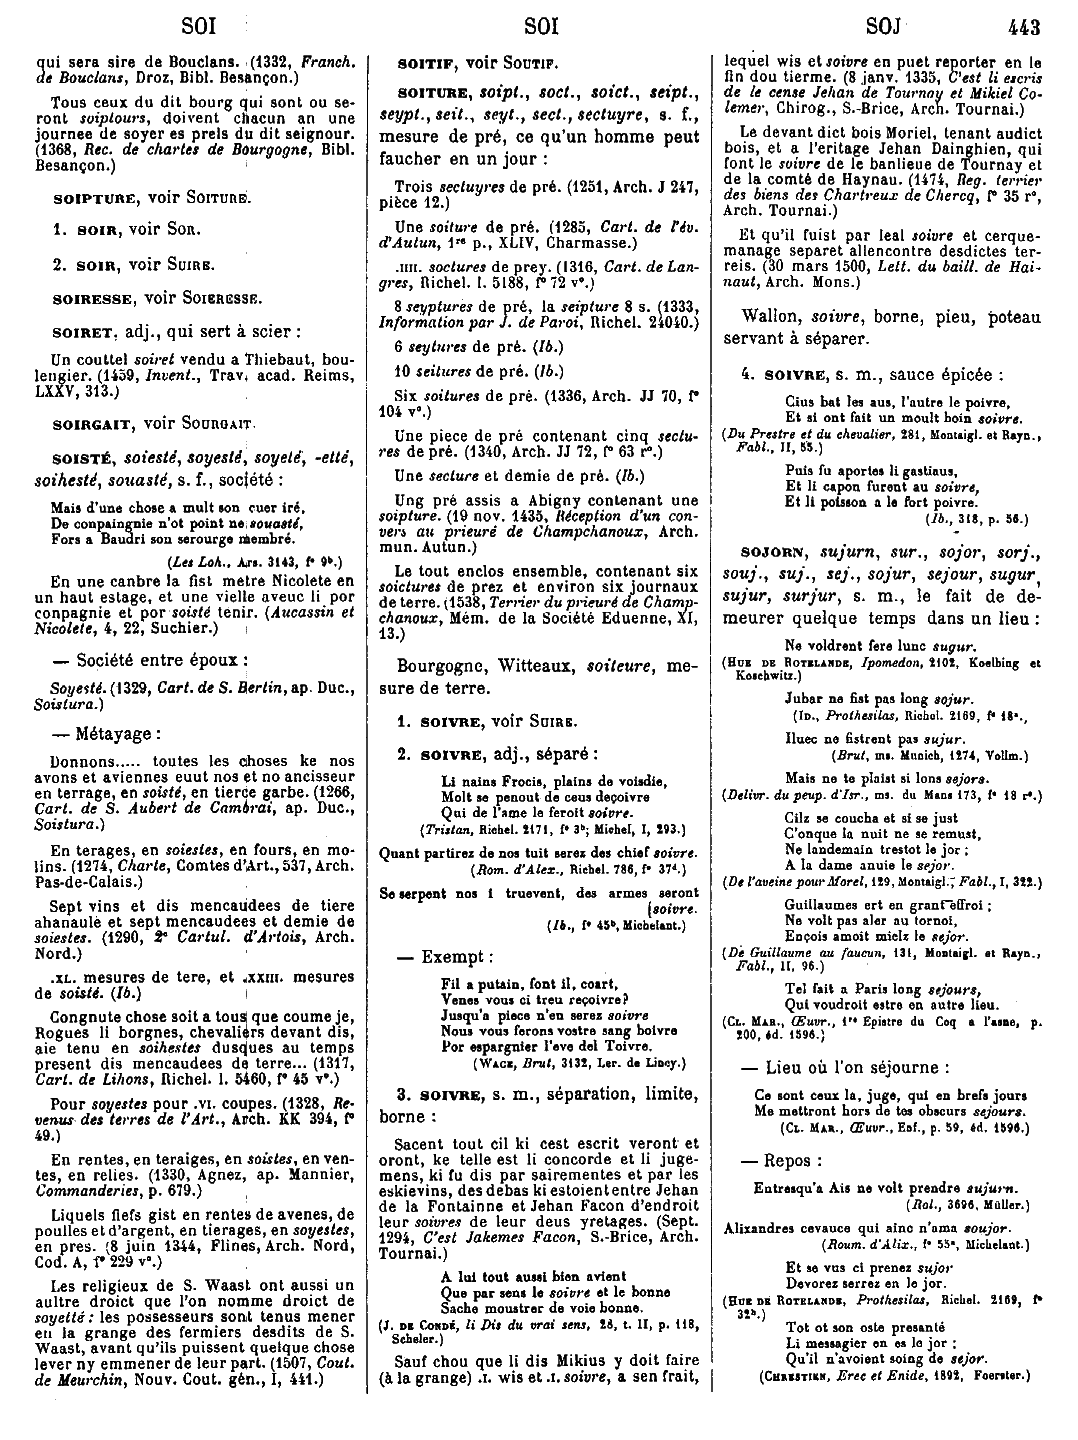 SOI
SOI
SOJ
443
qui sera sire de Bouclans. (1332, Franch.
de Bouclans, Droz, Bibl. Besançon.)
Tous ceux du dit bourg qui sont ou se-
ront soiptours, doivent chacun an une
journee de soyer es prels du dit seignour.
(1368, Rec. de chartes de Bourgogne, Bibl.
Besançon.)
SOIPTURE, voir SOITURE.
1. SOIR, voir SOR.
2. SOIR, voir SUIRE.
SOIRESSE, voir SOIERESSE.
SOIRET, adj., qui sert à scier :
Un couttel soiret vendu a Thiebaut, bou-
lengier. (1459, Invent., Trav. acad. Reims,
LXXV, 313.)
SOIRGAIT, voir SOURGAIT.
SOISTÉ, soiesté, soyesté, soyeté, -etté,
soihesté, souasté, s. f., société :
Mais d'une chose a mult son cuer iré,
De conpaingnie n'ot point ne souasté,
Fors a Baudri son serourge membré.
(Les Loh., Ars. 3143, f° 9b.)
En une canbre la fist metre Nicolete en
un haut estage, et une vielle aveuc li por
conpagnie et por soisté tenir. (Aucassin et
Nicolete, 4, 22, Suchier.)
— Société entre époux :
Soyesté. (1329, Cart. de S. Bertin, ap. Duc.,
Soistura.)
— Métayage :
Donnons..... toutes les choses ke nos
avons et aviennes euut nos et no ancisseur
en terrage, en soisté, en tierce garbe. (1266,
Cart. de S. Aubert de Cambrai, ap. Duc.,
Soistura.)
En terages, en soiestes, en fours, en mo-
lins. (1274, Charte, Comtes d'Art., 537, Arch.
Pas-de-Calais.)
Sept vins et dis mencaudees de tiere
ahanaule et sept mencaudees et demie de
soiestes. (1290, 2e Cartul. d'Artois, Arch.
Nord.)
.XL. mesures de tere, et .XXIII. mesures
de soisté. (Ib.)
Congnute chose soit a tous que coume je,
Rogues li borgnes, chevaliers devant dis,
aie tenu en soihestes dusques au temps
present dis mencaudees de terre... (1317,
Cart. de Lihons, Richel. l. 5460, f° 45 v°.)
Pour soyestes pour .VI. coupes. (1328, Re-
venus des terres de l'Art., Arch. KK 394, f°
49.)
En rentes, en teraiges, en soistes, en ven-
tes, en relies. (1330, Agnez, ap. Mannier,
Commanderies, p. 679.)
Liquels fiefs gist en rentes de avenes, de
poulles et d'argent, en tierages, en soyestes,
en pres. (8 juin 1344, Flines, Arch. Nord,
Cod. A, f° 229 v°.)
Les religieux de S. Waast ont aussi un
aultre droict que l'on nomme droict de
soyetté : les possesseurs sont tenus mener
en la grange des fermiers desdits de S.
Waast, avant qu'ils puissent quelque chose
lever ny emmener de leur part. (1507, Cout.
de Meurchin, Nouv. Cout. gén., I, 441.)
SOITIF, voir SOUTIF.
SOITURE, soipt., soct., soict., seipt.,
seypt., seit., seyt., sect., sectuyre, s. f.,
mesure de pré, ce qu'un homme peut
faucher en un jour :
Trois sectuyres de pré. (1251, Arch. J 247,
pièce 12.)
Une soiture de pré. (1285, Cart. de l'év.
d'Autun, 1re p., XLIV, Charmasse.)
.IIII. soctures de prey. (1316, Cart. de Lan-
gres, Richel. l. 5188, f° 72 v°.)
8 seyptures de pré, la seipture 8 s. (1333,
Information par J. de Paroi, Richel. 24040.)
6 seytures de pré. (Ib.)
10 seitures de pré. (Ib.)
Six soitures de pré. (1336, Arch. JJ 70, f°
104 v°.)
Une piece de pré contenant cinq sectu-
res de pré. (1340, Arch. JJ 72, f° 63 r°.)
Une secture et demie de pré. (Ib.)
Ung pré assis a Abigny contenant une
soipture. (19 nov. 1435, Réception d'un con-
vers au prieuré de Champchanoux, Arch.
mun. Autun.)
Le tout enclos ensemble, contenant six
soictures de prez et environ six journaux
de terre. (1538, Terrier du prieuré de Champ-
chanoux, Mém. de la Société Eduenne, XI,
13.)
Bourgogne, Witteaux, soiteure, me-
sure de terre.
1. SOIVRE, voir SUIRE.
2. SOIVRE, adj., séparé :
Li nains Frocis, plains de voisdie,
Molt se penout de ceus deçoivre
Qui de l'ame le feroit soivre.
(Tristan, Richel. 2171, f° 3b; Michel, I, 293.)
Quant partirez de nos tuit serez des chief soivre.
(Rom. d'Alex., Richel. 786, f° 37d.)
Se serpent nos i truevent, des armes seront
(soivre.
(Ib., f° 45b, Michelant.)
— Exempt :
Fil a putain, font il, coart,
Venes vous ci treu reçoivre?
Jusqu'a piece n'en serez soivre
Nous vous ferons vostre sang boivre
Por espargnier l'eve del Toivre.
(WACE, Brut, 3132, Ler. de Lincy.)
3. SOIVRE, s. m., séparation, limite,
borne :
Sacent tout cil ki cest escrit veront et
oront, ke telle est li concorde et li juge-
mens, ki fu dis par sairementes et par les
eskievins, des debas ki estoient entre Jehan
de la Fontainne et Jehan Facon d'endroit
leur soivres de leur deus yretages. (Sept.
1294, C'est Jakemes Facon, S.-Brice, Arch.
Tournai.)
A lui tout aussi bien avient
Que par sens le soivre et le bonne
Sache moustrer de voie bonne.
(J. DE CONDÉ, li Dis du vrai sens, 28, t. II, p. 118,
Scheler.)
Sauf chou que li dis Mikius y doit faire
(à la grange) .I. wis et .I. soivre, a sen frait,
lequel wis et soivre en puet reporter en le
fin dou tierme. (8 janv. 1335, C'est li escris
de le cense Jehan de Tournay et Mikiel Co-
lemer, Chirog., S.-Brice, Arch. Tournai.)
Le devant dict bois Moriel, tenant audict
bois, et a l'eritage Jehan Dainghien, qui
font le soivre de le banlieue de Tournay et
de la comté de Haynau. (1474, Reg. terrier
des biens des Chartreux de Chercq, f° 35 r°,
Arch. Tournai.)
Et qu'il fuist par leal soivre et cerque-
manage separet allencontre desdictes ter-
reis. (30 mars 1500, Lett. du baill. de Hai-
naut, Arch. Mons.)
Wallon, soivre, borne, pieu, poteau
servant à séparer.
4. SOIVRE, s. m., sauce épicée :
Cius bat les aus, l'autre le poivre,
Et si ont fait un moult boin soivre.
(Du Prestre et du chevalier, 281, Montaigl. et Rayn.,
Fabl., II, 55.)
Puis fu aportes li gastiaus,
Et li capon furent au soivre,
Et li poisson a le fort poivre.
(Ib., 318, p. 56.)
SOJORN, sujurn, sur., sojor, sorj.,
souj., suj., sej., sojur, sejour, sugur,
sujur, surjur, s. m., le fait de de-
meurer quelque temps dans un lieu :
Ne voldrent fere lunc sugur.
(HUE DE ROTELANDE, Ipomedon, 2102, Koelbing et
Koschwitz.)
Jubar ne fist pas long sojur.
(ID., Prothesilas, Richel. 2169, f° 18a.,
Iluec ne fistrent pas sujur.
(Brut, ms. Munich, 1274, Vollm.)
Mais ne te plaist si lons sejors.
(Delivr. du peup. d'Isr., ms. du Mans 173, f° 18 r°.)
Cilz se coucha et si se just
C'onque la nuit ne se remust,
Ne landemain trestot le jor ;
A la dame anuie le sejor.
(De l'aveine pour Morel, 129, Montaigl., Fabl., I, 322.)
Guillaumes ert en grant effroi ;
Ne volt pas aler au tornoi,
Ençois amoit mielz le sejor.
(De Guillaume au faucon, 131, Montaigl. et Rayn.,
Fabl., II, 96.)
Tel fait a Paris long sejours,
Qui voudroit estre en autre lieu.
(CL. MAR., Œuvr., 1re Epistre du Coq a l'asne, p.
200, éd. 1596.)
— Lieu où l'on séjourne :
Ce sont ceux la, juge, qui en brefs jours
Me mettront hors de tes obscurs sejours.
(CL. MAR., Œuvr., Enf., p. 59, éd. 1596.)
— Repos :
Entresqu'a Ais ne volt prendre sujurn.
(Rol., 3696, Müller.)
Alixandres cevauce qui ainc n'ama soujor.
(Roum. d'Alix., f° 55a, Michelant.)
Et se vus ci prenez sujor
Devorez serrez en le jor.
(HUE DE ROTELANDE, Prothesilas, Richel. 2169, f°
32b.)
Tot ot son oste presanté
Li messagier en es le jor ;
Qu'il n'avoient soing de sejor.
(CHRESTIEN, Erec et Enide, 1892, Foerster.)